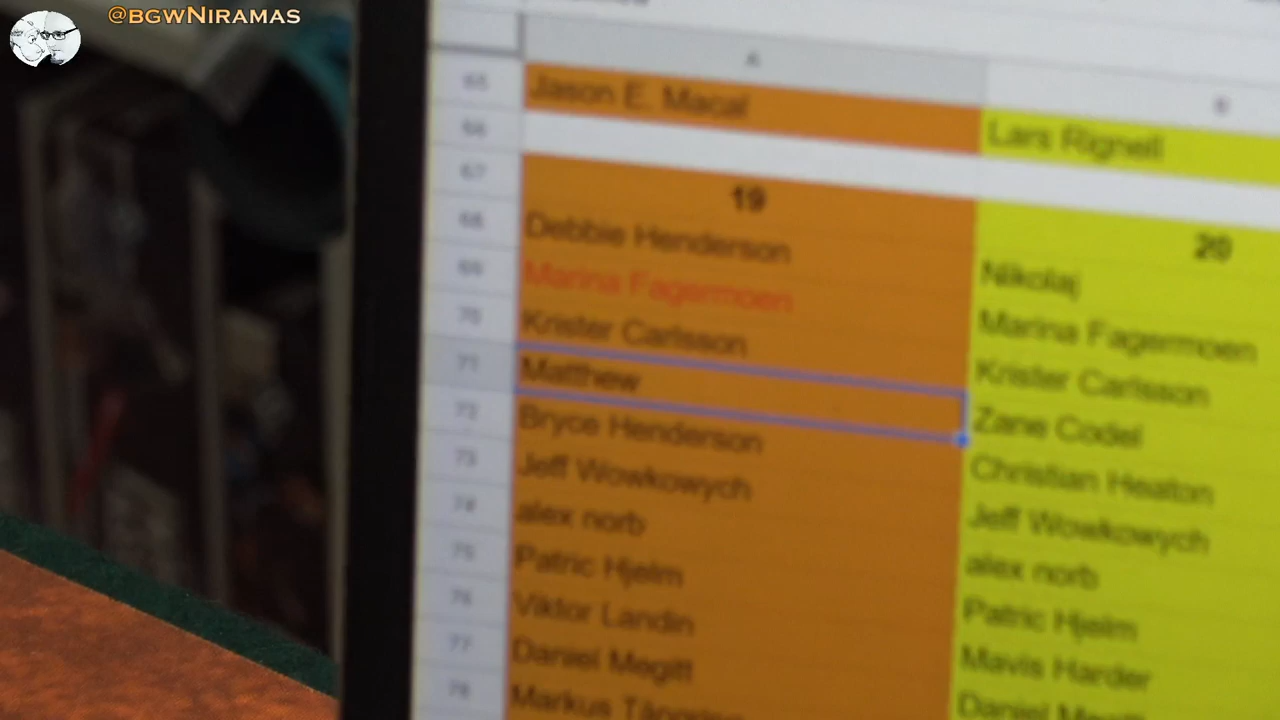 @BGWNIRAMAS
A
B
65
Jason E. Macal
66
Lars Rignell
67
19
20
68
Debbie Henderson
Nikolaj
69
Marina Fagermoen
Marina Fagermoen
70
Krister Carlsson
Krister Carlsson
71
Matthew
Zane Codel
72
Bryce Henderson
Christian Heaton
73
Jeff Wowkowych
Jeff Wowkowych
74
alex norb
alex norb
75
Patric Hjelm
Patric Hjelm
76
Viktor Landin
Mavis Harder
77
Daniel Megitt
Daniel
78
Markus